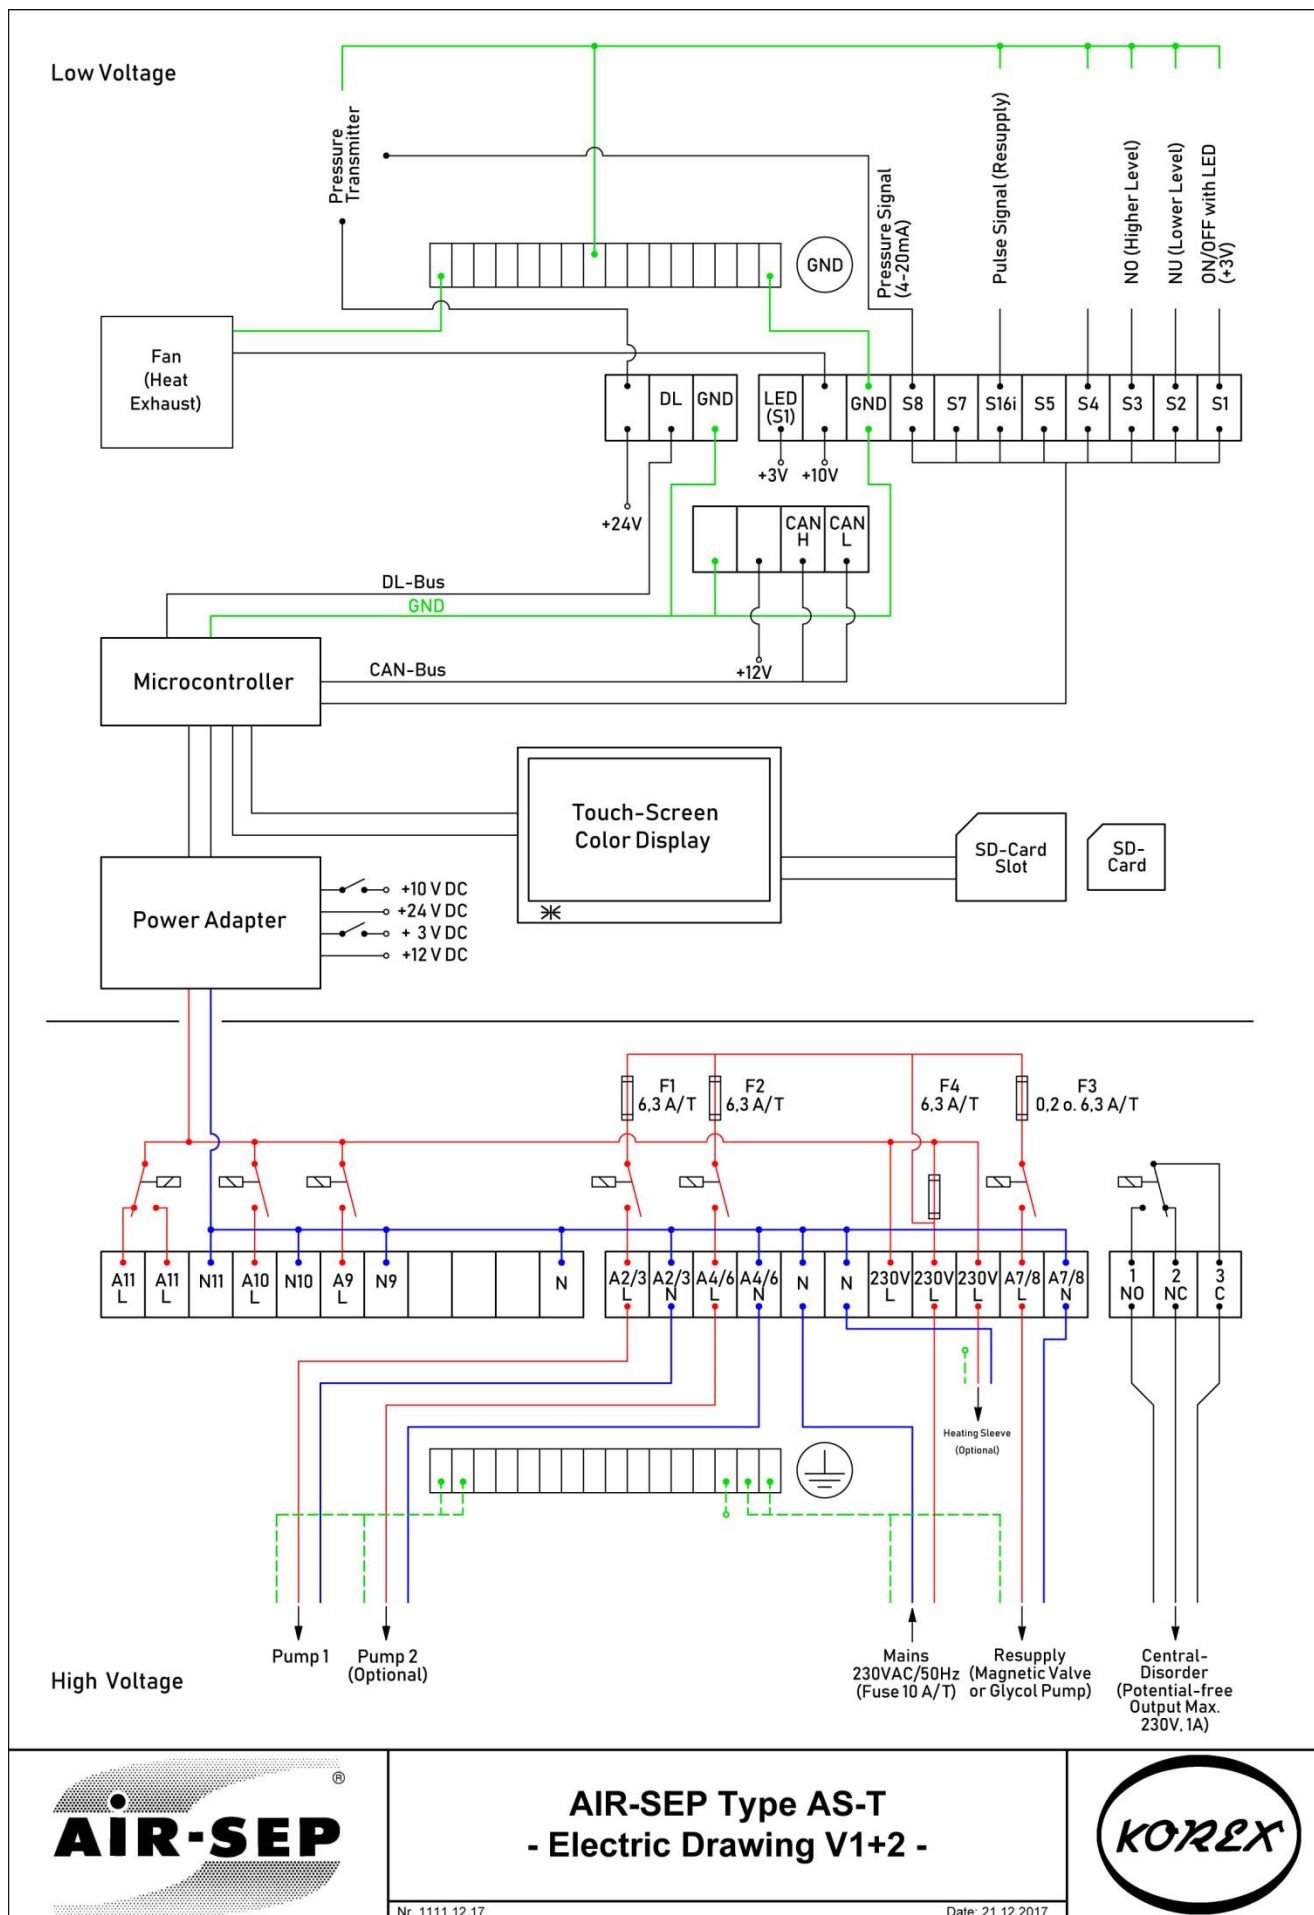 Low Voltage
Pressure
Transmitter
Pressure Signal
(4-20mA)
Pulse Signal (Resupply)
NO (Higher Level)
NU (Lower Level)
ON/OFF with LED
(+3V)
GND
Fan
(Heat
Exhaust)
DL
GND
LED
(S1)
GND
S8
S7
S16i
S5
S4
S3
S2
S1
+3V
+10V
+24V
CAN
H
CAN
L
DL-Bus
GND
Microcontroller
CAN-Bus
+12V
Touch-Screen
Color Display
SD-Card
Slot
SD-
Card
Power Adapter
+10 V DC
+24 V DC
+ 3 V DC
+12 V DC
F1
6,3 A/T
F2
6,3 A/T
F4
6,3 A/T
F3
0,2 o. 6,3 A/T
A11
L
A11
L
N11
A10
L
N10
A9
L
N9
N
A2/3
L
A2/3
N
A4/6
L
A4/6
N
N
N
230V
L
230V
L
230V
L
A7/8
L
A7/8
N
1
NO
2
NC
3
C
Heating Sleeve
(Optional)
Pump 1
Pump 2
(Optional)
Mains
230VAC/50Hz
(Fuse 10 A/T)
Resupply
(Magnetic Valve
or Glycol Pump)
Central-
Disorder
(Potential-free
Output Max.
230V, 1A)
High Voltage
AIR-SEP
®
AIR-SEP Type AS-T
- Electric Drawing V1+2 -
KOREX
Nr. 1111.12.17
Date: 21.12.2017